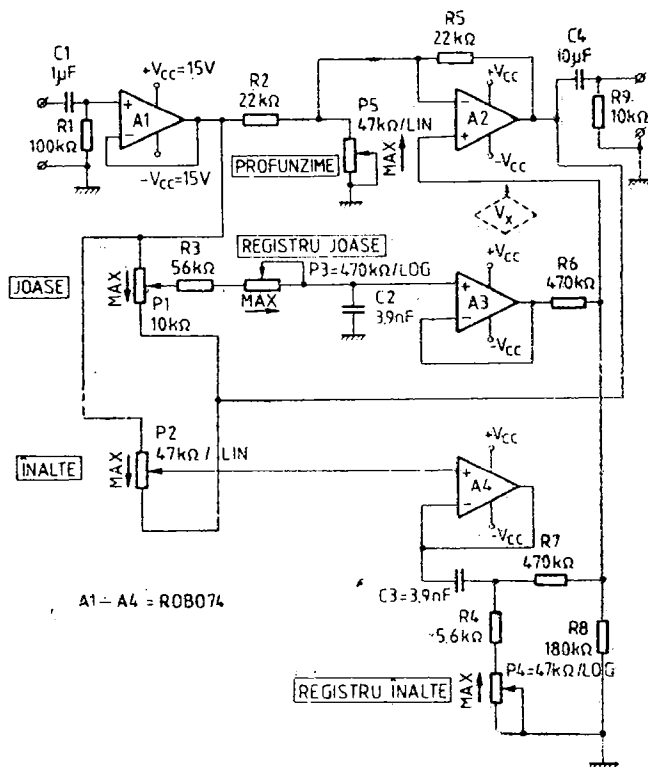 C1
1µF
R1
100kΩ
+
−
A1
+VCC=15V
−VCC=15V
R2
22kΩ
R5
22kΩ
P5
47kΩ/LIN
MAX
PROFUNZIME
+VCC
−
+
A2
−VCC
C4
10µF
R9
10kΩ
VX
JOASE
MAX
P1
10kΩ
R3
56kΩ
REGISTRU JOASE
P3=470kΩ/LOG
MAX
C2
3,9nF
+VCC
+
−
A3
−VCC
R6
470kΩ
ÎNALTE
MAX
P2
47kΩ/LIN
+VCC
+
−
A4
−VCC
C3=3,9nF
R7
470kΩ
R4
5,6kΩ
R8
180kΩ
P4=47kΩ/LOG
MAX
REGISTRU ÎNALTE
A1−A4 = ROB074